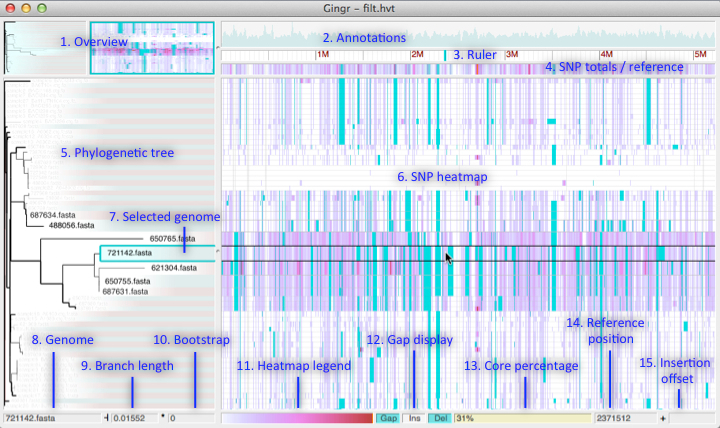 Gingr – filt.hvt
1. Overview
2. Annotations
1M 2M 3M 4M 5M
3. Ruler
4. SNP totals / reference
5. Phylogenetic tree
6. SNP heatmap
687634.fasta
7. Selected genome
488056.fasta
650765.fasta
721142.fasta
621304.fasta
650755.fasta
687631.fasta
8. Genome
9. Branch length
10. Bootstrap
11. Heatmap legend
12. Gap display
13. Core percentage
14. Reference
position
15. Insertion
offset
721142.fasta 0.01552 * 0 Gap Ins Del 31% 2371512 +